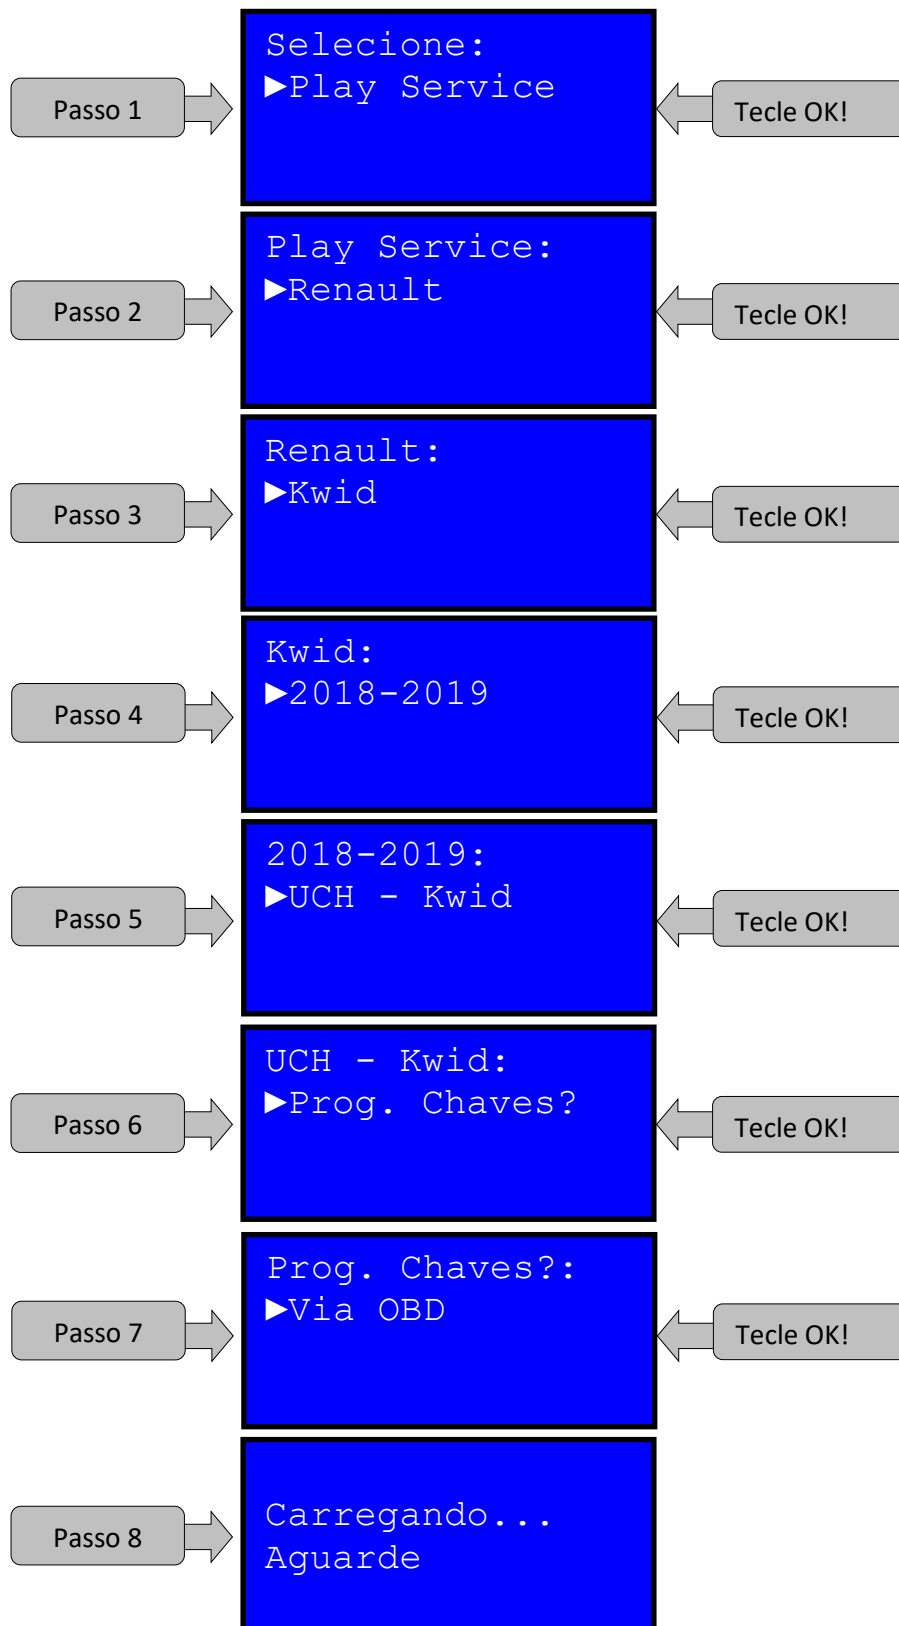 Selecione:
Passo 1
►Play Service
Tecle OK!
Play Service:
Passo 2
►Renault
Tecle OK!
Renault:
Passo 3
►Kwid
Tecle OK!
Kwid:
Passo 4
►2018-2019
Tecle OK!
2018-2019:
Passo 5
►UCH - Kwid
Tecle OK!
UCH - Kwid:
Passo 6
►Prog. Chaves?
Tecle OK!
Prog. Chaves?:
Passo 7
►Via OBD
Tecle OK!
Passo 8
Carregando...
Aguarde